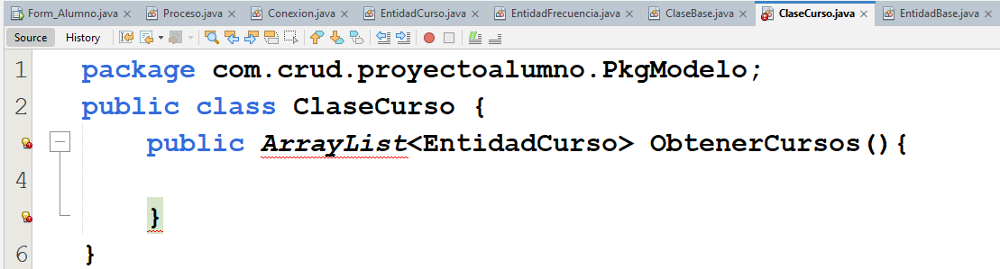 Form_Alumno.java × Proceso.java × Conexion.java × EntidadCurso.java × EntidadFrecuencia.java × ClaseBase.java × ClaseCurso.java × EntidadBase.java ×
Source History
1 package com.crud.proyectoalumno.PkgModelo;
2 public class ClaseCurso {
public ArrayList<EntidadCurso> ObtenerCursos(){
4
}
6 }